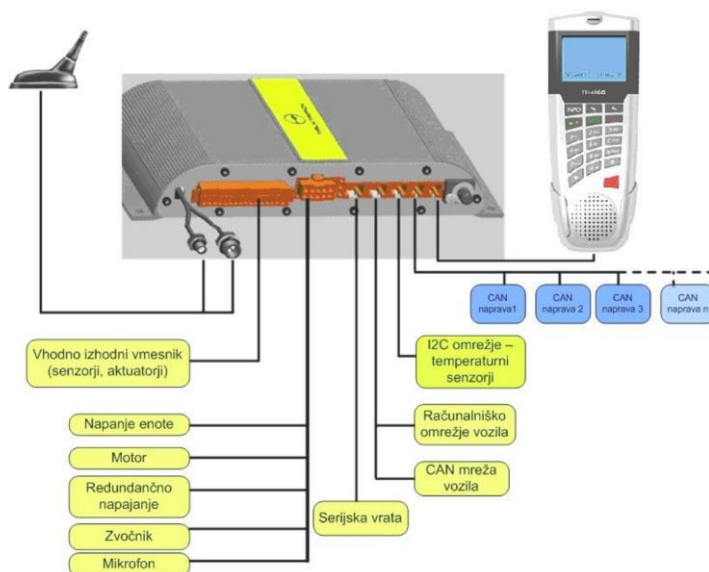 INFO
CAN
naprava1
CAN
naprava 2
CAN
naprava 3
CAN
naprava n
Vhodno izhodni vmesnik
(senzorji, aktuatorji)
I2C omrežje –
temperaturni
senzorji
Napanje enote
Motor
Redundančno
napajanje
Zvočnik
Mikrofon
Serijska vrata
Računalniško
omrežje vozila
CAN mreža
vozila